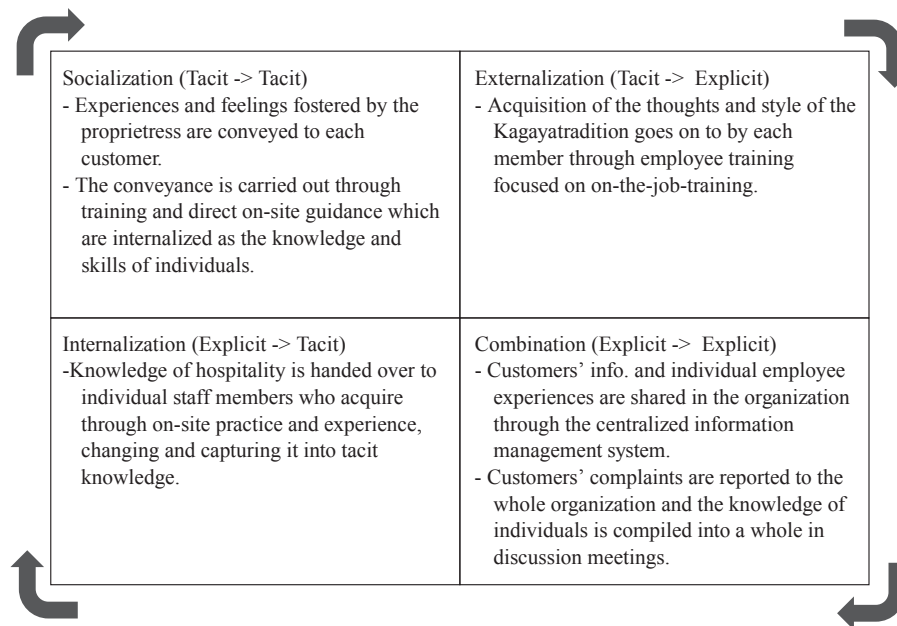 Socialization (Tacit -> Tacit)
- Experiences and feelings fostered by the
proprietress are conveyed to each
customer.
- The conveyance is carried out through
training and direct on-site guidance which
are internalized as the knowledge and
skills of individuals.
Externalization (Tacit -> Explicit)
- Acquisition of the thoughts and style of the
Kagayatradition goes on to by each
member through employee training
focused on on-the-job-training.
Internalization (Explicit -> Tacit)
-Knowledge of hospitality is handed over to
individual staff members who acquire
through on-site practice and experience,
changing and capturing it into tacit
knowledge.
Combination (Explicit -> Explicit)
- Customers’ info. and individual employee
experiences are shared in the organization
through the centralized information
management system.
- Customers’ complaints are reported to the
whole organization and the knowledge of
individuals is compiled into a whole in
discussion meetings.